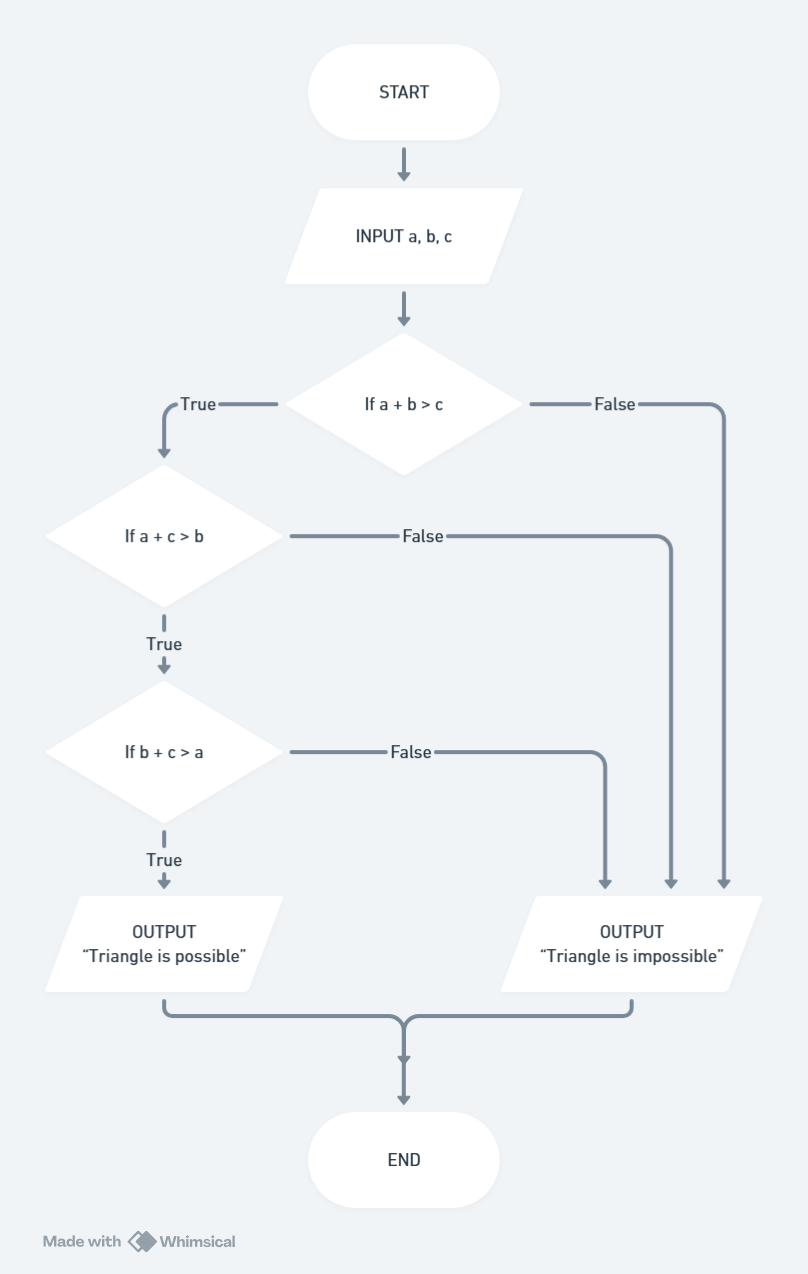 START
INPUT a, b, c
If a + b > c
True
False
If a + c > b
False
True
If b + c > a
False
True
OUTPUT
“Triangle is possible”
OUTPUT
“Triangle is impossible”
END
Made with Whimsical